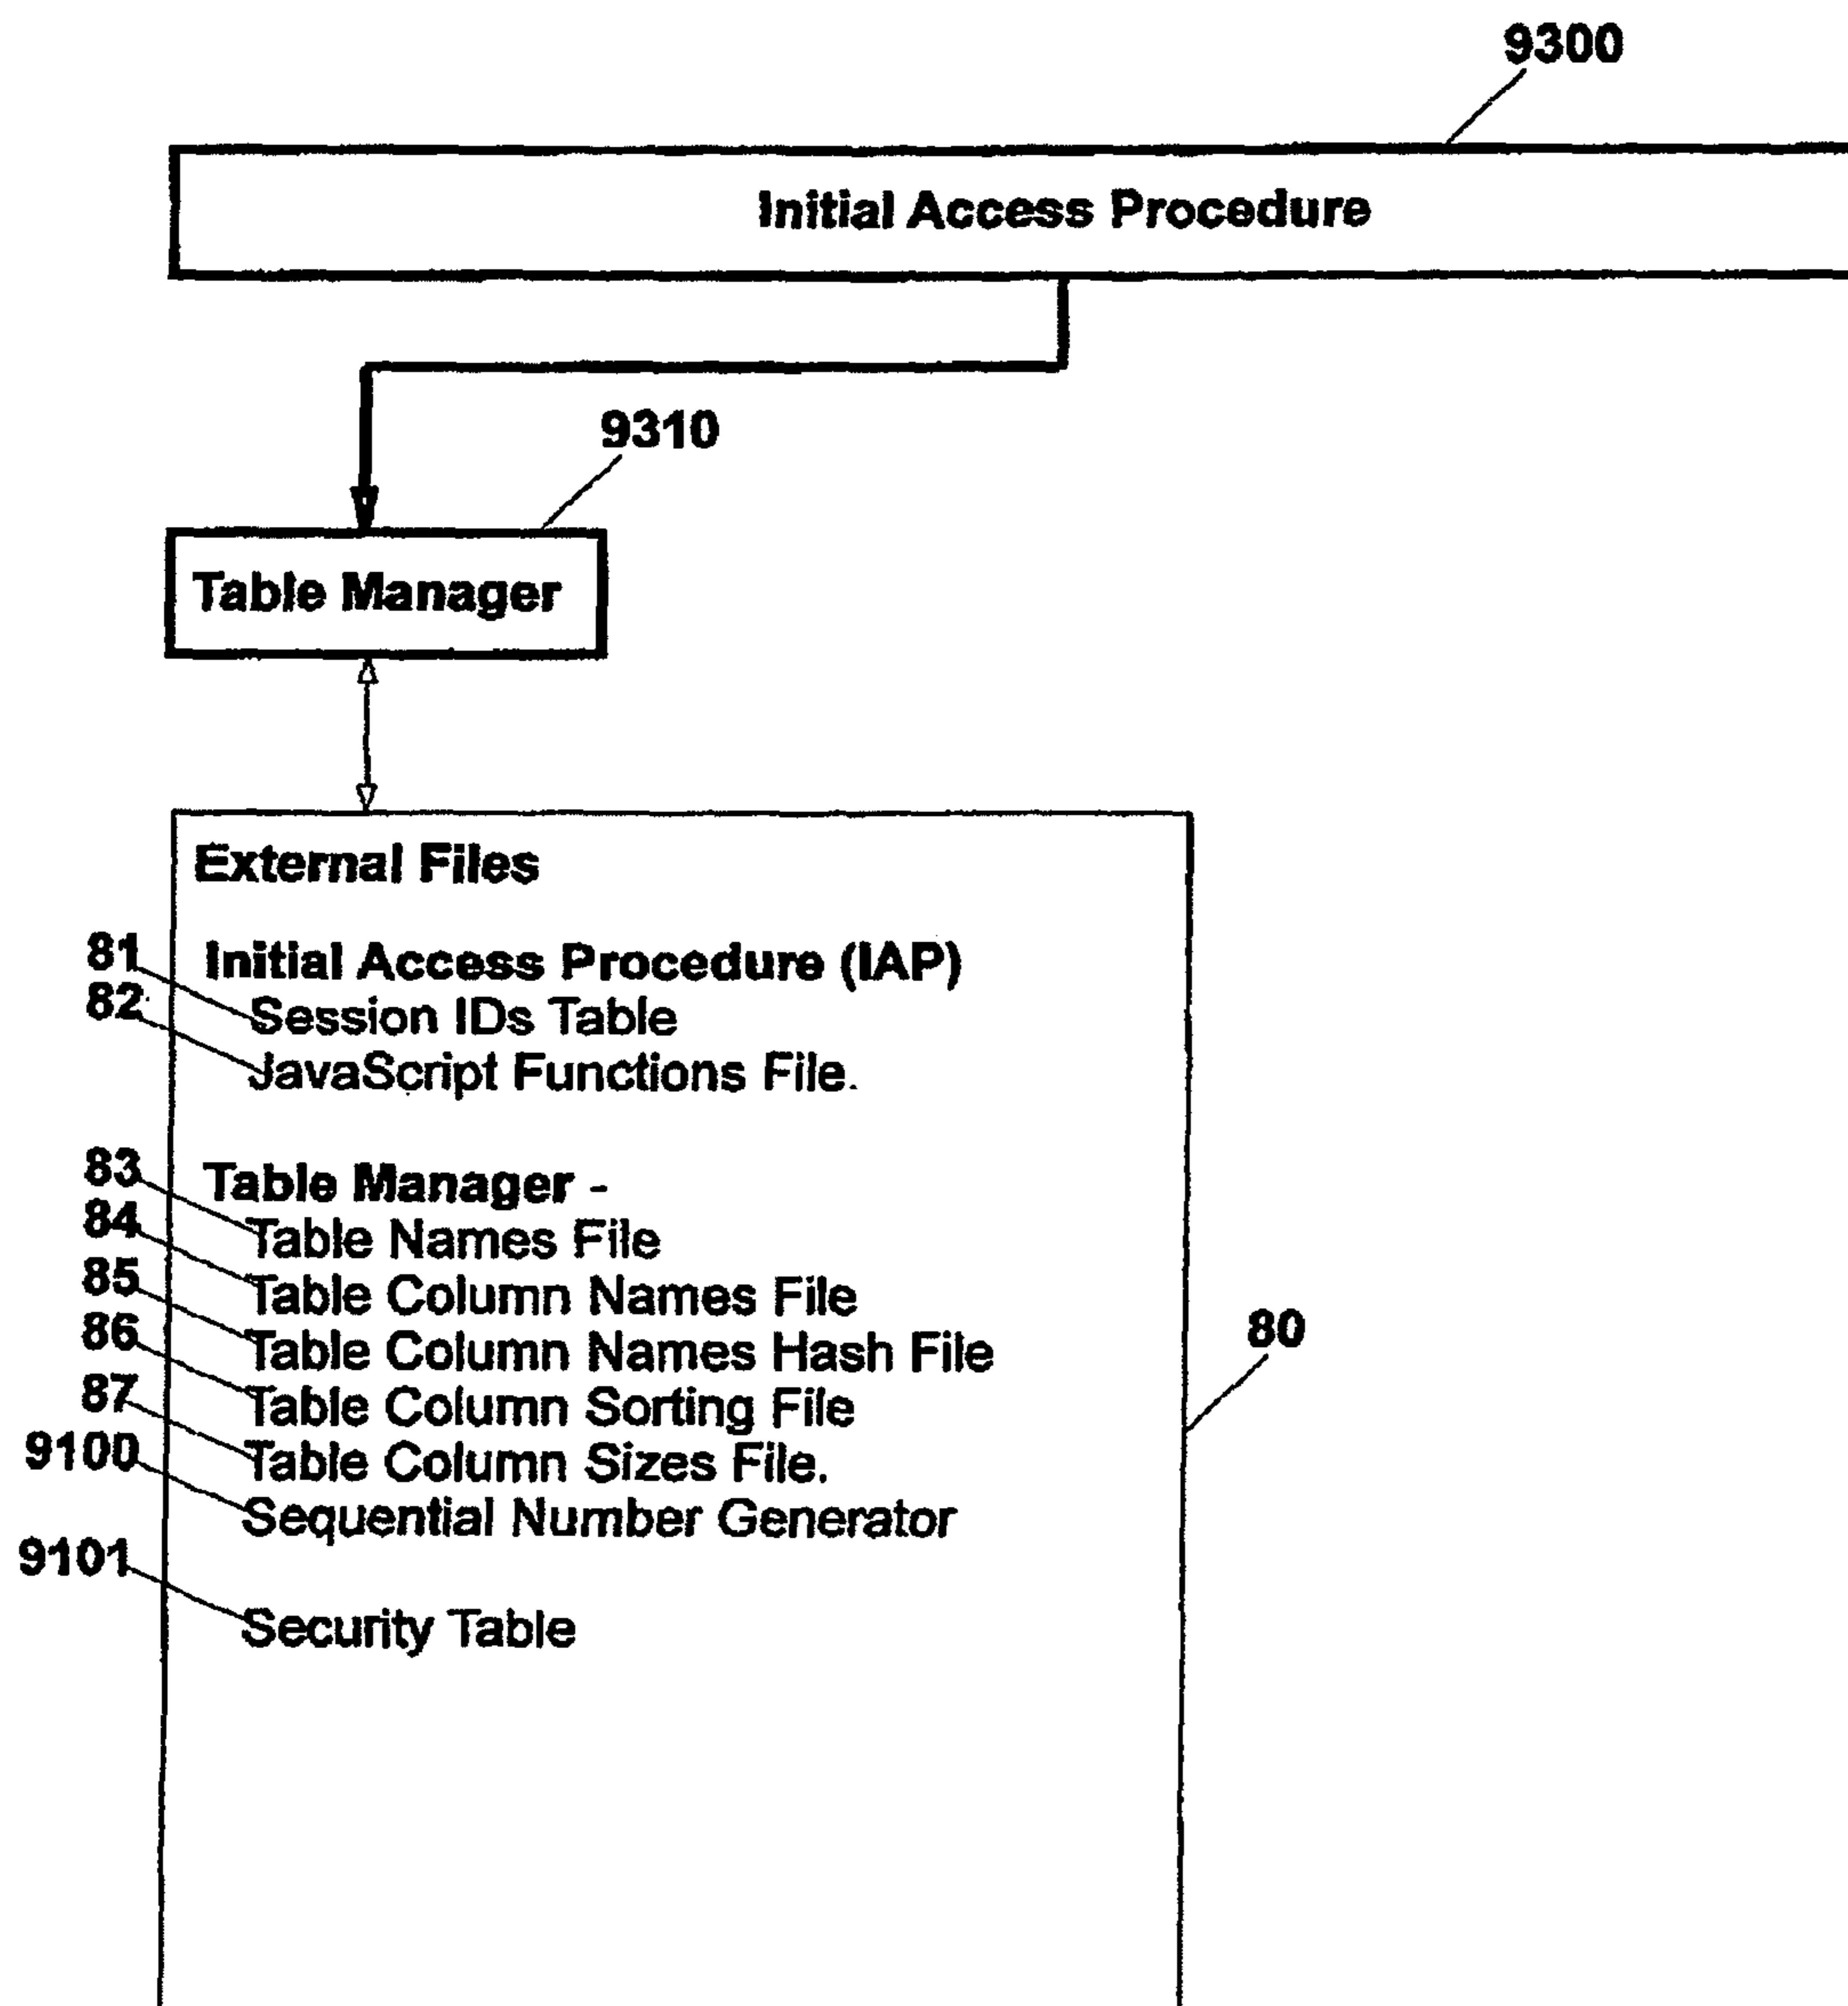 9300
Initial Access Procedure
9310
Table Manager
External Files
81 Initial Access Procedure (IAP)
82 Session IDs Table
JavaScript Functions File.
83 Table Manager -
84 Table Names File
85 Table Column Names File
86 Table Column Names Hash File
80
87 Table Column Sorting File
9100 Table Column Sizes File.
Sequential Number Generator
9101
Security Table